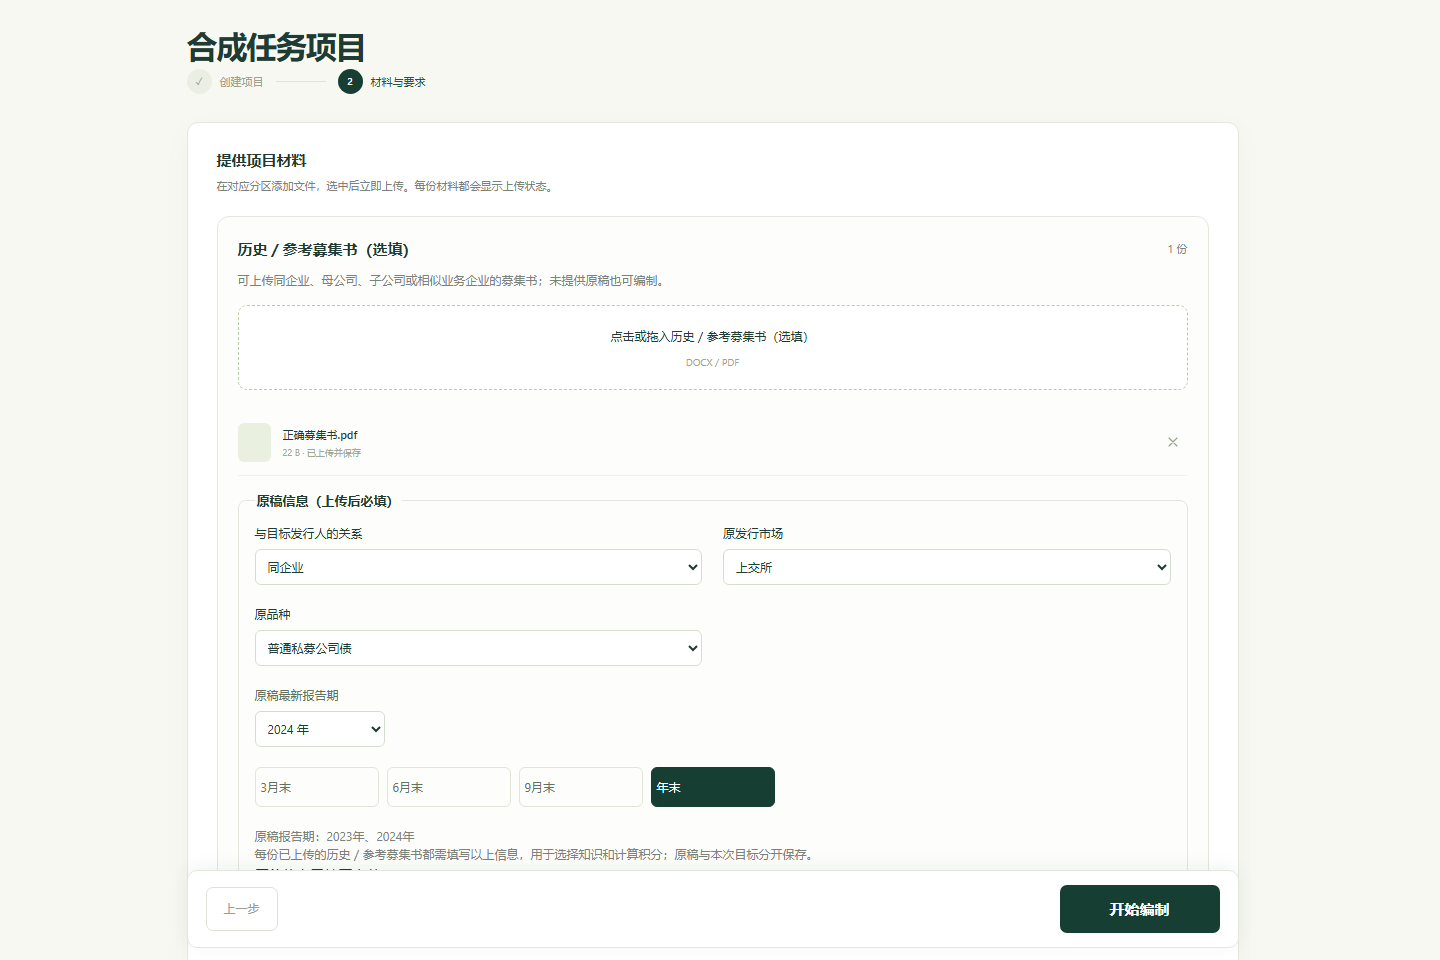 合成任务项目
✓ 创建项目 2 材料与要求
提供项目材料
在对应分区添加文件，选中后立即上传。每份材料都会显示上传状态。
历史 / 参考募集书（选填） 1 份
可上传同企业、母公司、子公司或相似业务企业的募集书；未提供原稿也可编制。
点击或拖入历史 / 参考募集书（选填）
DOCX / PDF
正确募集书.pdf
22 B · 已上传并保存
原稿信息（上传后必填）
与目标发行人的关系 原发行市场
同企业 上交所
原品种
普通私募公司债
原稿最新报告期
2024 年
3月末 6月末 9月末 年末
原稿报告期：2023年、2024年
每份已上传的历史 / 参考募集书都需填写以上信息，用于选择知识和计算积分；原稿与本次目标分开保存。
上一步 开始编制